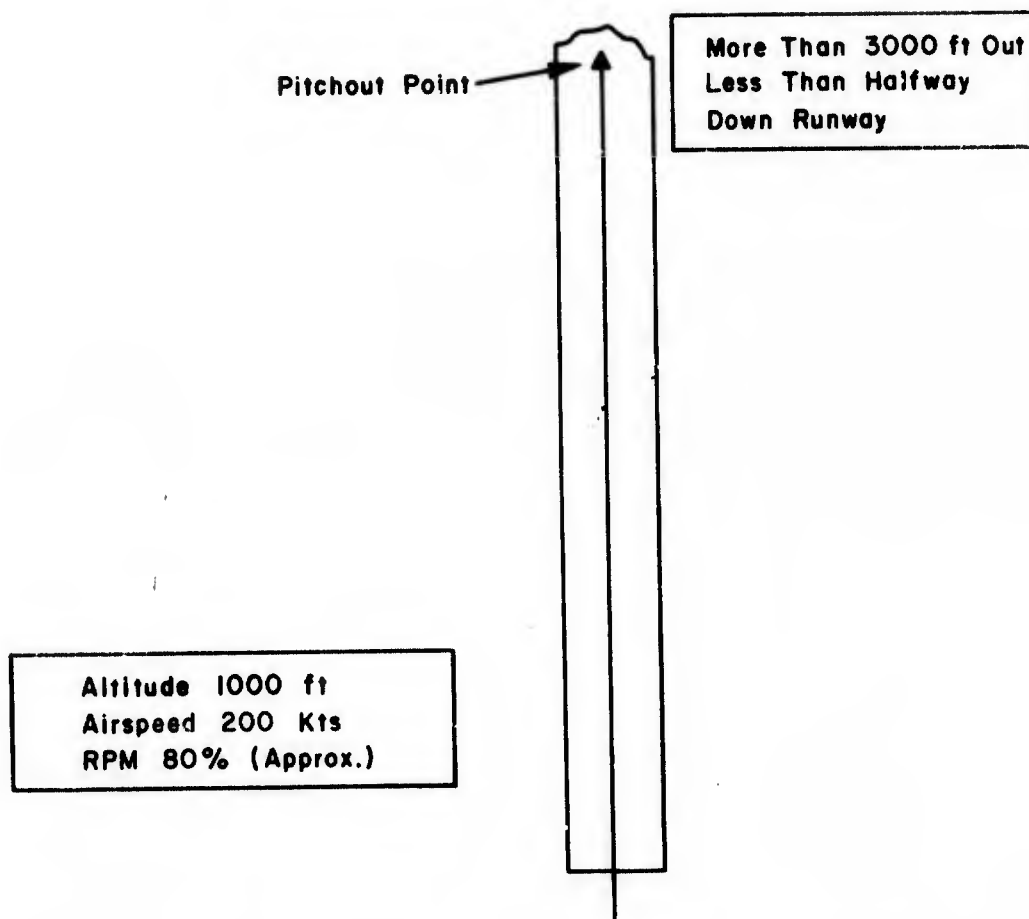 Pitchout Point
More Than 3000 ft Out
Less Than Halfway
Down Runway
Altitude 1000 ft
Airspeed 200 Kts
RPM 80% (Approx.)